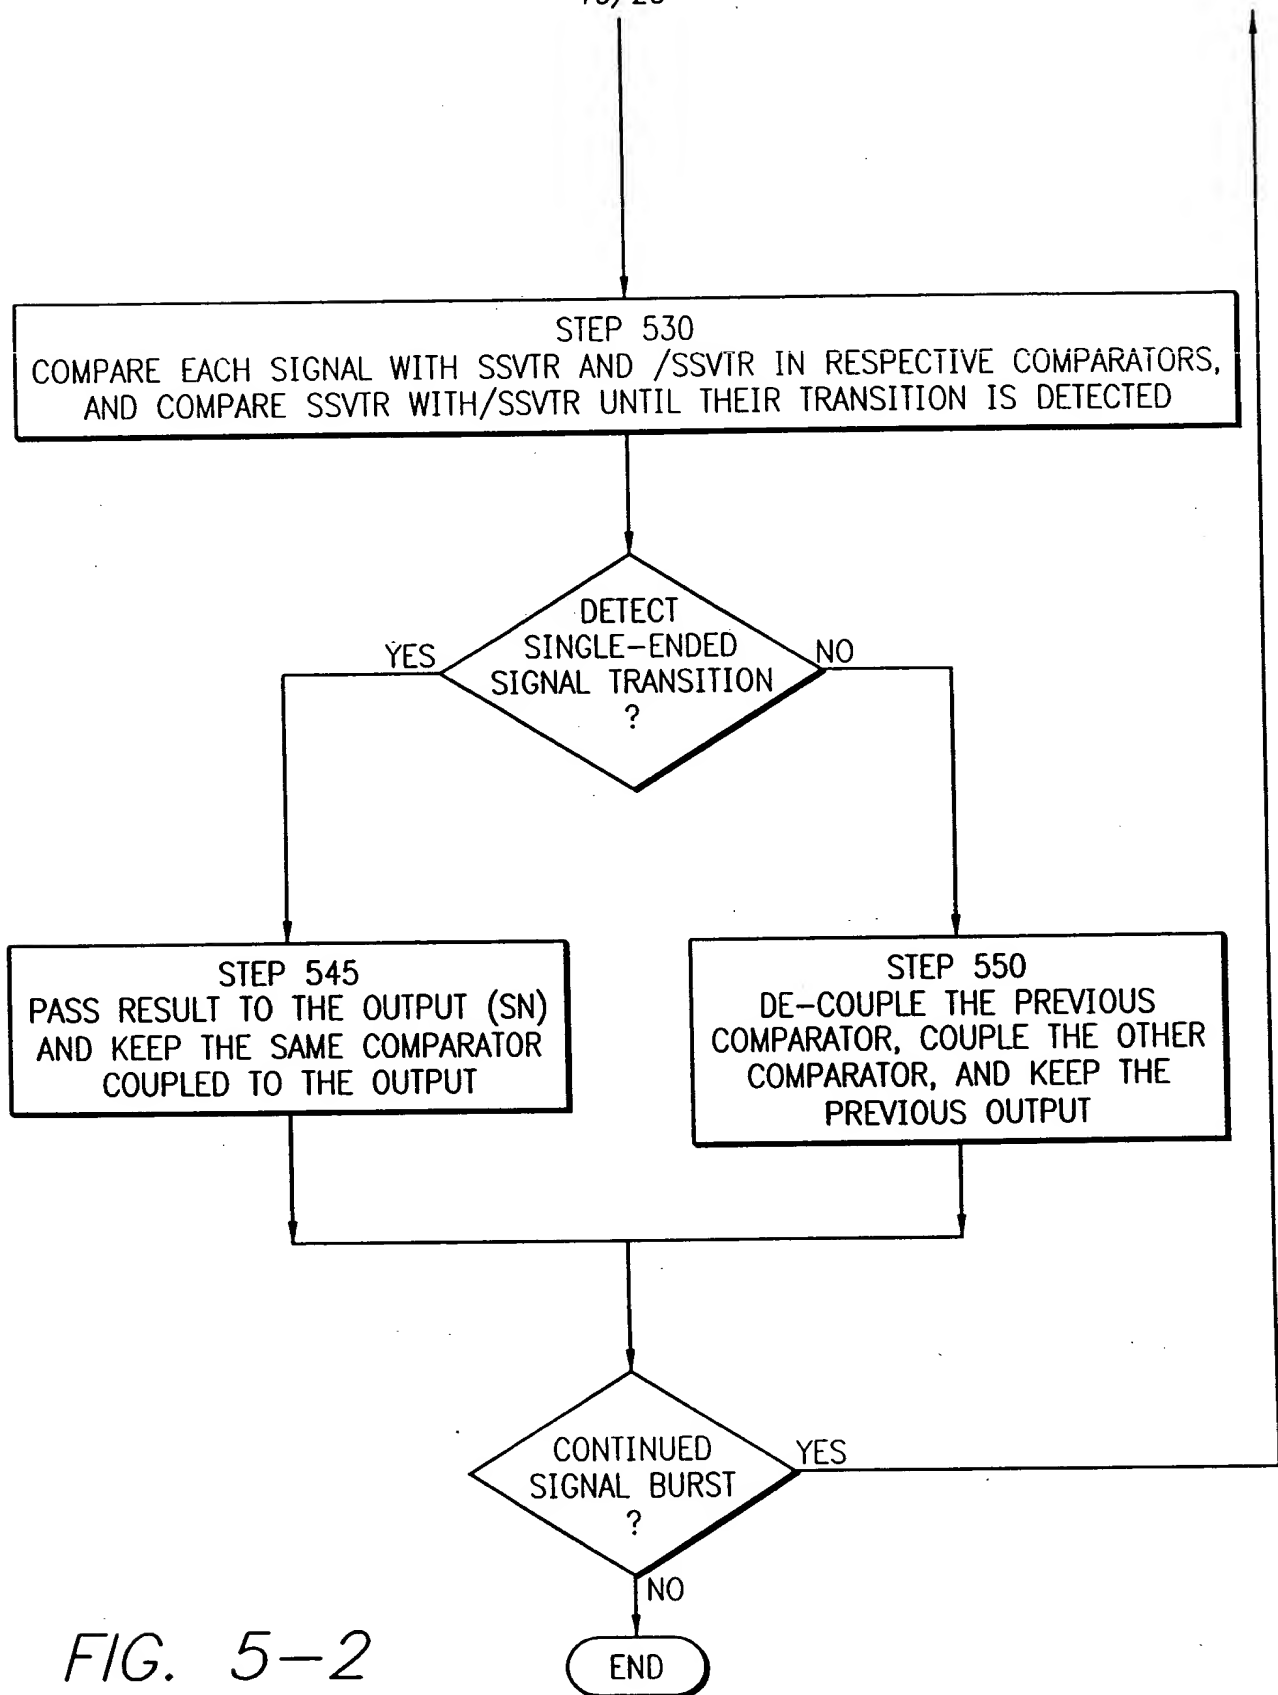 STEP 530
COMPARE EACH SIGNAL WITH SSVTR AND /SSVTR IN RESPECTIVE COMPARATORS,
AND COMPARE SSVTR WITH/SSVTR UNTIL THEIR TRANSITION IS DETECTED
DETECT
SINGLE-ENDED
SIGNAL TRANSITION
?
YES
NO
STEP 545
PASS RESULT TO THE OUTPUT (SN)
AND KEEP THE SAME COMPARATOR
COUPLED TO THE OUTPUT
STEP 550
DE-COUPLE THE PREVIOUS
COMPARATOR, COUPLE THE OTHER
COMPARATOR, AND KEEP THE
PREVIOUS OUTPUT
CONTINUED
SIGNAL BURST
?
YES
NO
END
FIG. 5-2